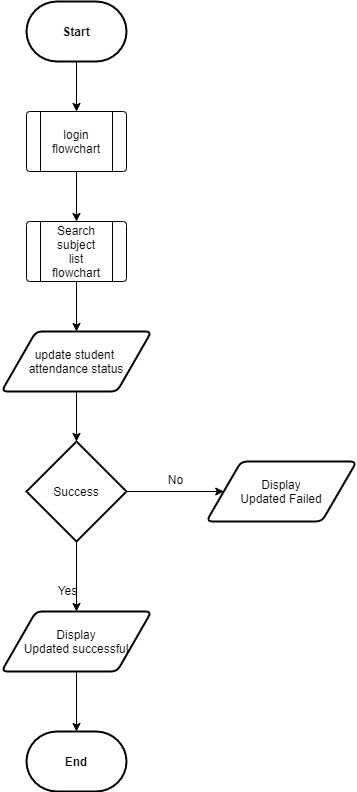 Start
login
flowchart
Search
subject
list
flowchart
update student
attendance status
Success
No
Display
Updated Failed
Yes
Display
Updated successful
End